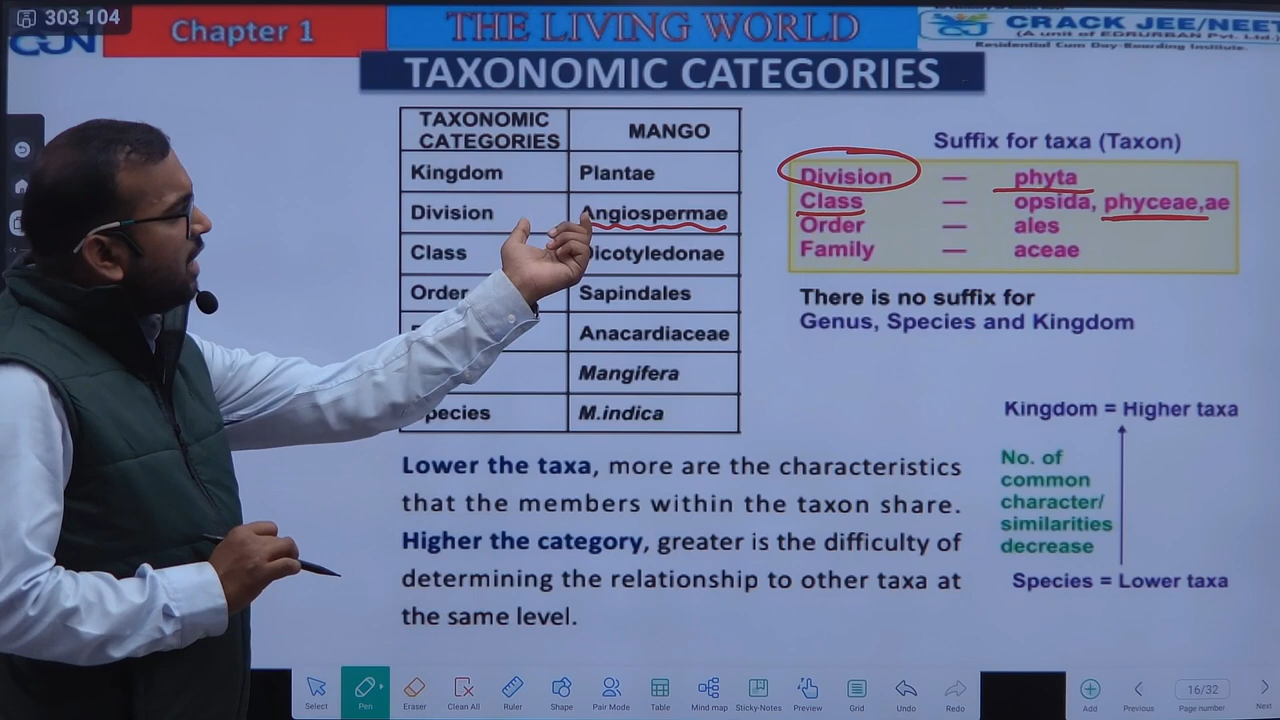 303 104
Chapter 1
THE LIVING WORLD
CRACK JEE/NEET
(A unit of EDRURBAN Pvt. Ltd.)
Residential Cum Day-Boarding Institute.
TAXONOMIC CATEGORIES
TAXONOMIC CATEGORIES MANGO
Kingdom Plantae
Division Angiospermae
Class Dicotyledonae
Order Sapindales
Anacardiaceae
Mangifera
Species M.indica
Suffix for taxa (Taxon)
Division — phyta
Class — opsida, phyceae,ae
Order — ales
Family — aceae
There is no suffix for
Genus, Species and Kingdom
Kingdom = Higher taxa
No. of
common
character/
similarities
decrease
Species = Lower taxa
Lower the taxa, more are the characteristics
that the members within the taxon share.
Higher the category, greater is the difficulty of
determining the relationship to other taxa at
the same level.
Select Pen Eraser Clean All Ruler Shape Pair Mode Table Mind map Sticky-Notes Preview Grid Undo Redo Add Previous 16/32 Page number Next